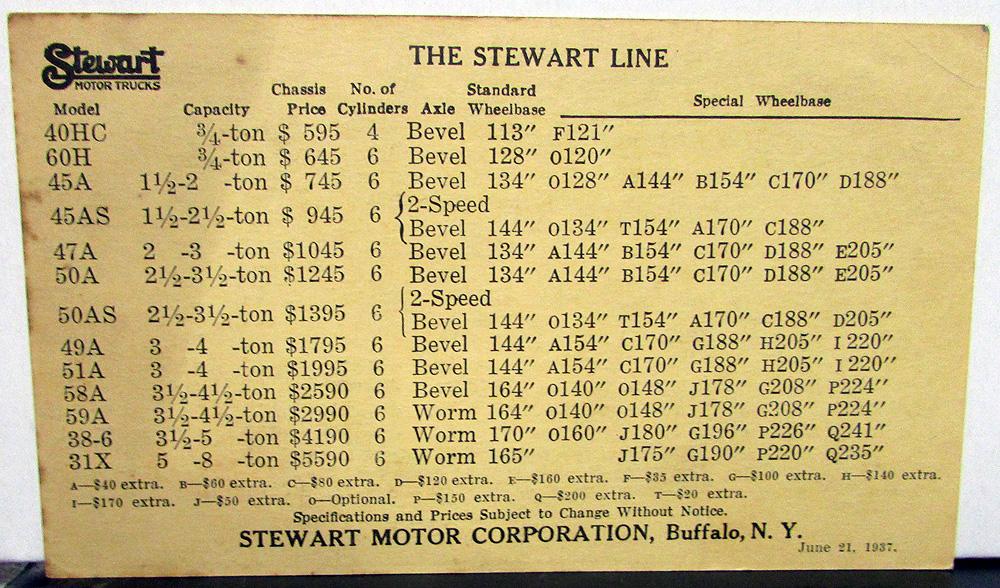 Stewart
MOTOR TRUCKS
THE STEWART LINE
Chassis No. of Standard
Model Capacity Price Cylinders Axle Wheelbase Special Wheelbase
40HC ¾-ton $ 595 4 Bevel 113″ F121″
60H ¾-ton $ 645 6 Bevel 128″ O120″
45A 1½-2 -ton $ 745 6 Bevel 134″ O128″ A144″ B154″ C170″ D188″
45AS 1½-2½-ton $ 945 6 {2-Speed
Bevel 144″ O134″ T154″ A170″ C188″
47A 2 -3 -ton $1045 6 Bevel 134″ A144″ B154″ C170″ D188″ E205″
50A 2½-3½-ton $1245 6 Bevel 134″ A144″ B154″ C170″ D188″ E205″
50AS 2½-3½-ton $1395 6 {2-Speed
Bevel 144″ O134″ T154″ A170″ C188″ D205″
49A 3 -4 -ton $1795 6 Bevel 144″ A154″ C170″ G188″ H205″ I 220″
51A 3 -4 -ton $1995 6 Bevel 144″ A154″ C170″ G188″ H205″ I 220″
58A 3½-4½-ton $2590 6 Bevel 164″ O140″ O148″ J178″ G208″ P224″
59A 3½-4½-ton $2990 6 Worm 164″ O140″ O148″ J178″ G208″ P224″
38-6 3½-5 -ton $4190 6 Worm 170″ O160″ J180″ G196″ P226″ Q241″
31X 5 -8 -ton $5590 6 Worm 165″ J175″ G190″ P220″ Q235″
A—$40 extra. B—$60 extra. C—$80 extra. D—$120 extra. E—$160 extra. F—$35 extra. G—$100 extra. H—$140 extra.
I—$170 extra. J—$50 extra. O—Optional. P—$150 extra. Q—$200 extra. T—$20 extra.
Specifications and Prices Subject to Change Without Notice.
STEWART MOTOR CORPORATION, Buffalo, N. Y.
June 21, 1937.